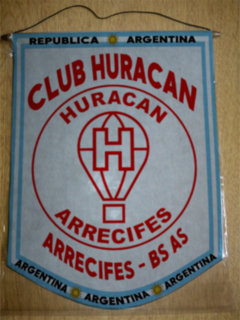 REPUBLICA ARGENTINA
CLUB HURACAN
HURACAN
H
ARRECIFES
ARRECIFES - BS AS
ARGENTINA ARGENTINA ARGENTINA